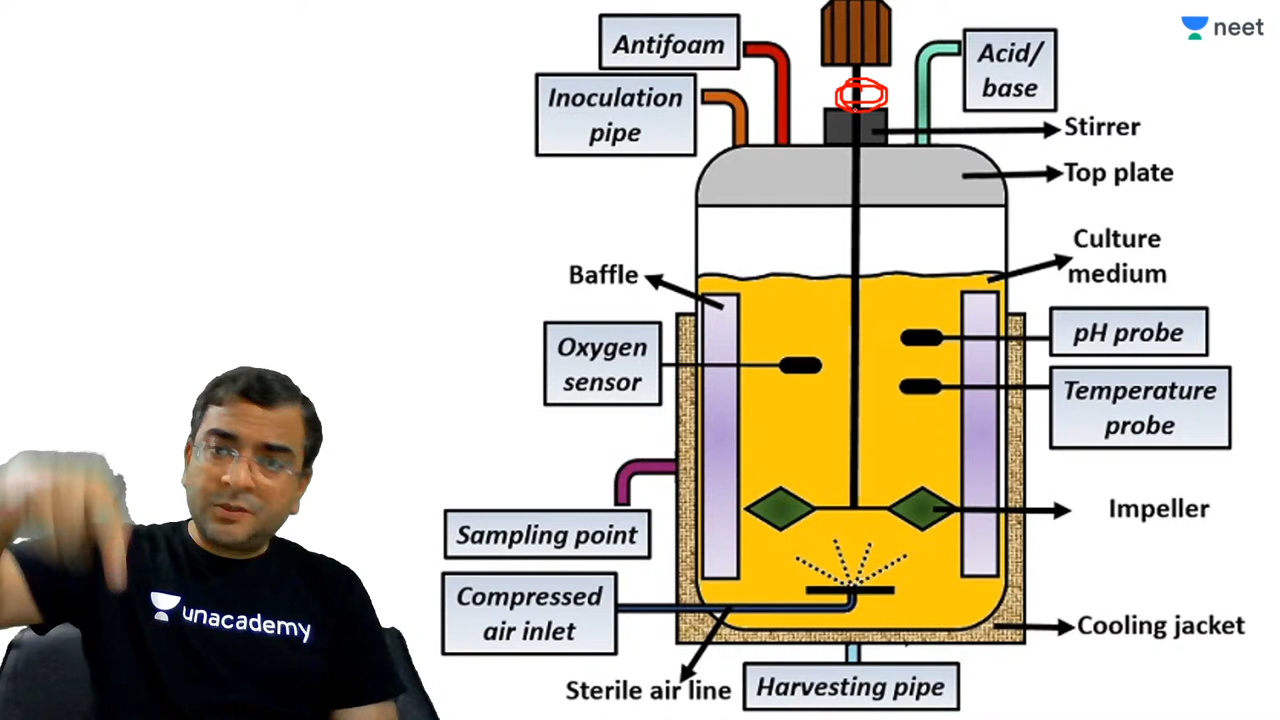 neet
Antifoam
Acid/
base
Inoculation
pipe
Stirrer
Top plate
Culture
medium
Baffle
pH probe
Oxygen
sensor
Temperature
probe
Impeller
Sampling point
Compressed
air inlet
unacademy
Cooling jacket
Sterile air line
Harvesting pipe